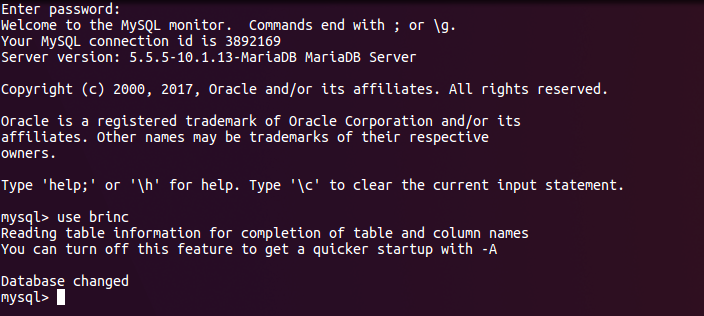 Enter password:
Welcome to the MySQL monitor.  Commands end with ; or \g.
Your MySQL connection id is 3892169
Server version: 5.5.5-10.1.13-MariaDB MariaDB Server

Copyright (c) 2000, 2017, Oracle and/or its affiliates. All rights reserved.

Oracle is a registered trademark of Oracle Corporation and/or its
affiliates. Other names may be trademarks of their respective
owners.

Type 'help;' or '\h' for help. Type '\c' to clear the current input statement.

mysql> use brinc
Reading table information for completion of table and column names
You can turn off this feature to get a quicker startup with -A

Database changed
mysql>